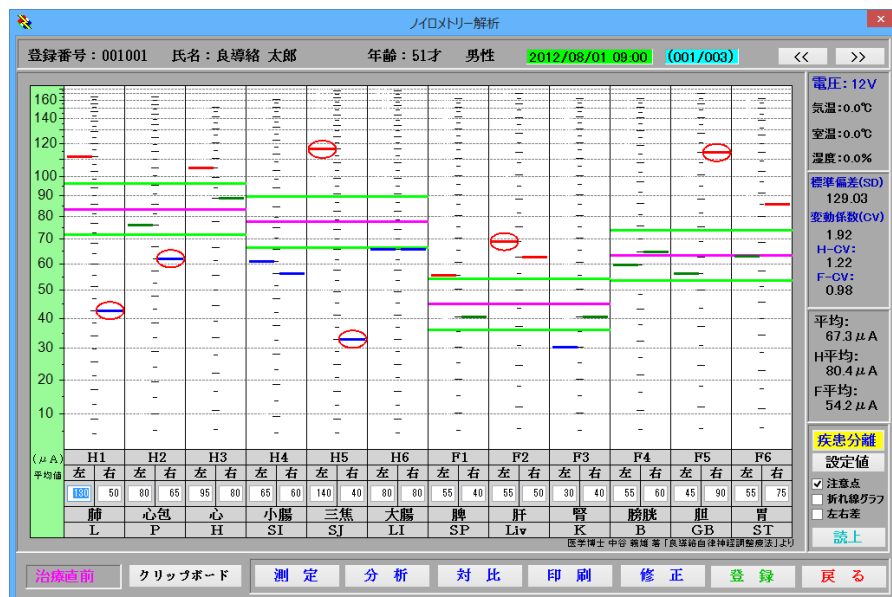 ノイロメトリー解析
×
登録番号：001001 氏名：良導絡 太郎 年齢：51才 男性 2012/08/01 09:00 (001/003) << >>
電圧：12V
気温：0.0℃
室温：0.0℃
湿度：0.0%
標準偏差(SD)
129.03
変動係数(CV)
1.92
H-CV：
1.22
F-CV：
0.98
平均：
67.3μA
H平均：
80.4μA
F平均：
54.2μA
疾患分離
設定値
注意点
折れ線グラフ
左右差
読上
160
140
120
100
90
80
70
60
50
40
30
20
10
(μA) H1 H2 H3 H4 H5 H6 F1 F2 F3 F4 F5 F6
平均値 左 右 左 右 左 右 左 右 左 右 左 右 左 右 左 右 左 右 左 右 左 右 左 右
130 50 80 65 95 80 65 60 140 40 80 80 55 40 55 50 30 40 55 60 45 90 55 75
肺 心包 心 小腸 三焦 大腸 脾 肝 腎 膀胱 胆 胃
L P H SI SJ LI SP Liv K B GB ST
医学博士 中谷 義雄 著「良導絡自律神経調整療法」より
治療直前 クリップボード 測 定 分 析 対 比 印 刷 修 正 登 録 戻 る